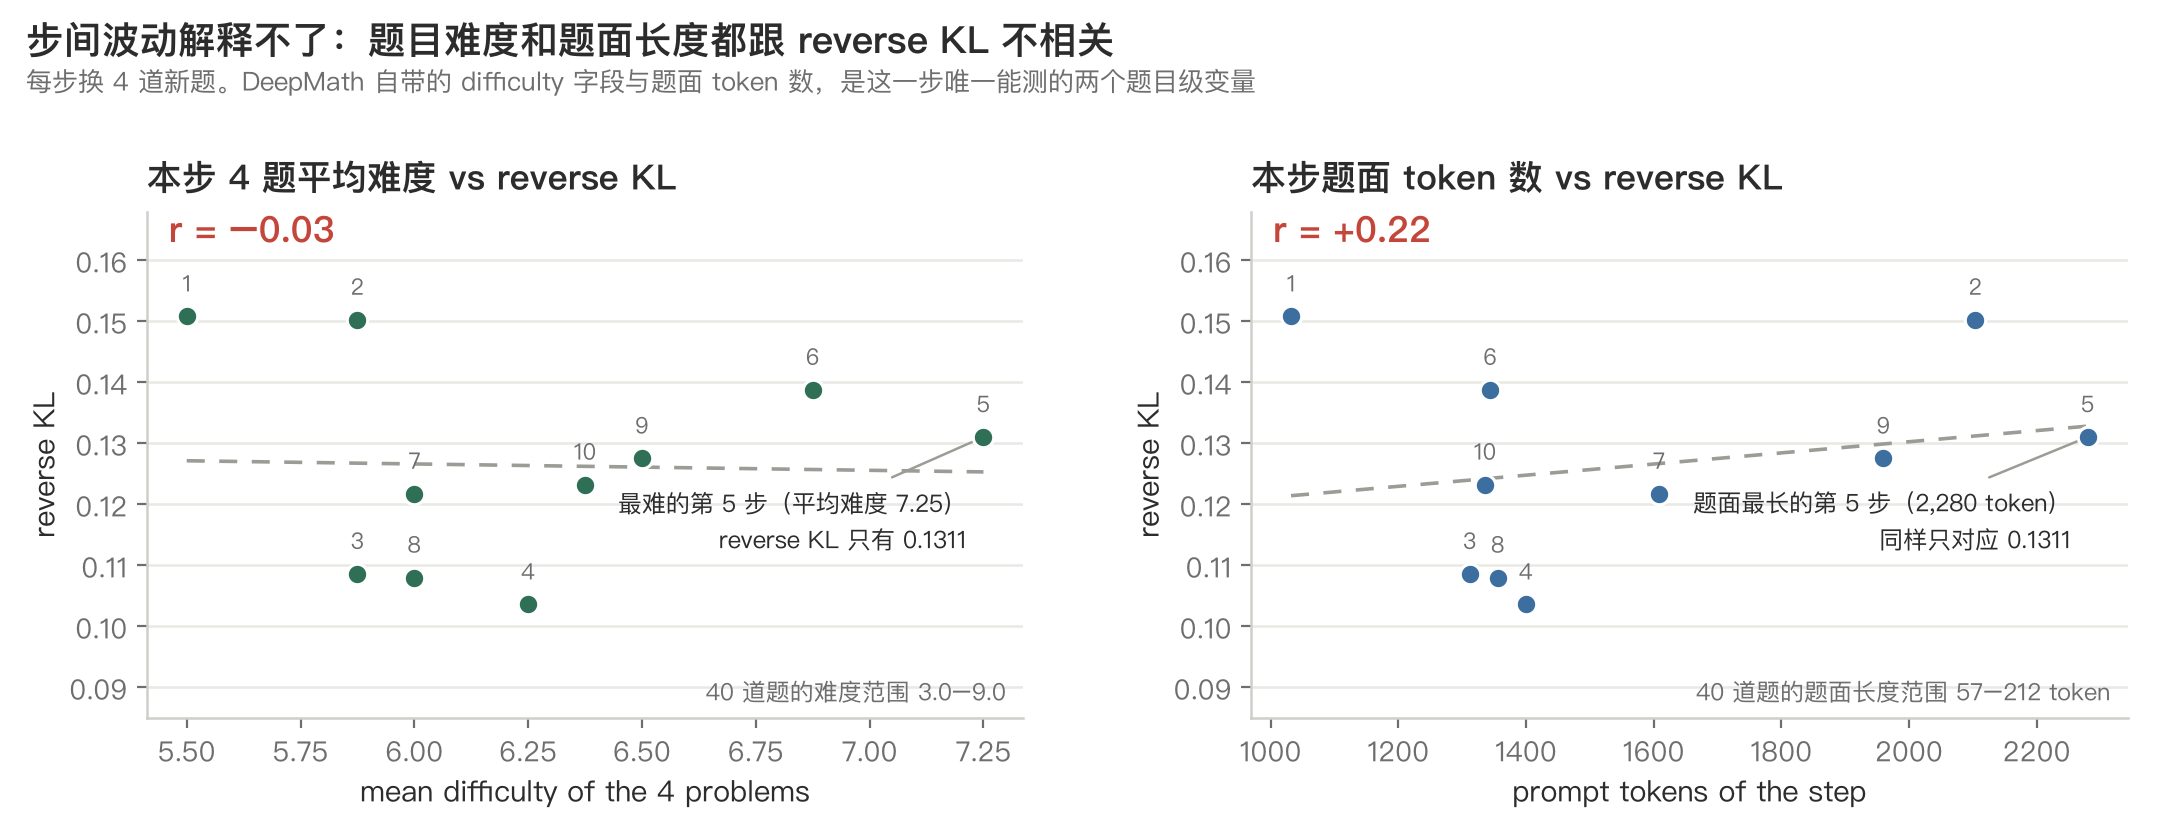 步间波动解释不了：题目难度和题面长度都跟 reverse KL 不相关
每步换 4 道新题。DeepMath 自带的 difficulty 字段与题面 token 数，是这一步唯一能测的两个题目级变量
本步 4 题平均难度 vs reverse KL
r = −0.03
0.16
0.15
0.14
0.13
0.12
0.11
0.10
0.09
reverse KL
1
2
6
5
9
10
7
3
8
4
最难的第 5 步（平均难度 7.25）
reverse KL 只有 0.1311
40 道题的难度范围 3.0−9.0
5.50 5.75 6.00 6.25 6.50 6.75 7.00 7.25
mean difficulty of the 4 problems
本步题面 token 数 vs reverse KL
r = +0.22
0.16
0.15
0.14
0.13
0.12
0.11
0.10
0.09
reverse KL
1
2
6
5
9
10
7
3
8
4
题面最长的第 5 步（2,280 token）
同样只对应 0.1311
40 道题的题面长度范围 57−212 token
1000 1200 1400 1600 1800 2000 2200
prompt tokens of the step